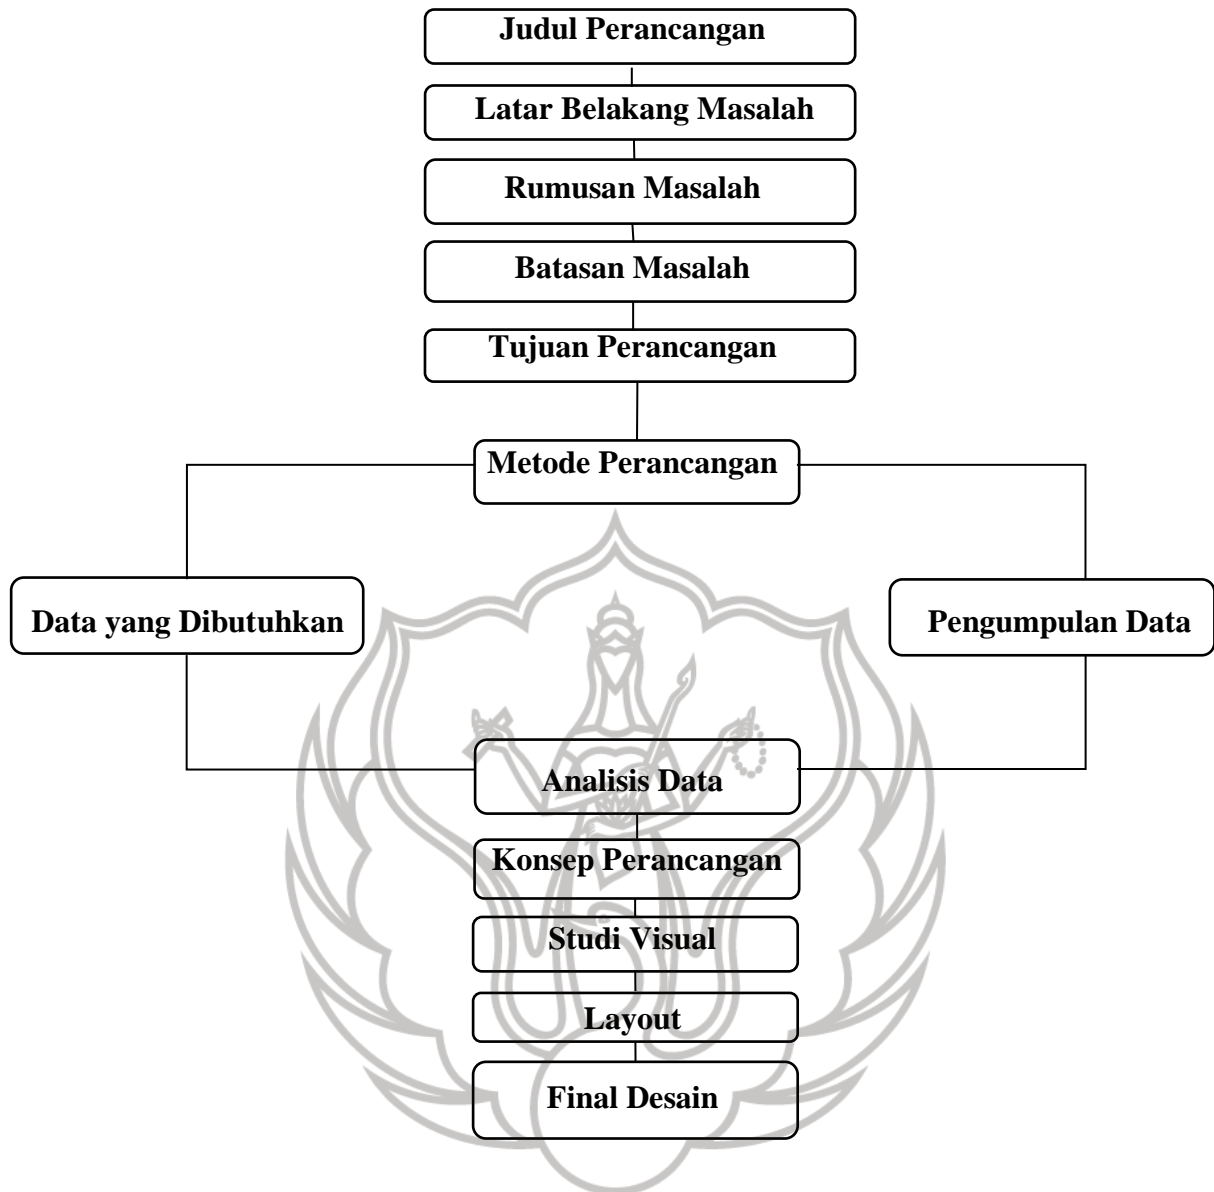 Judul Perancangan
Latar Belakang Masalah
Rumusan Masalah
Batasan Masalah
Tujuan Perancangan
Metode Perancangan
Data yang Dibutuhkan
Pengumpulan Data
Analisis Data
Konsep Perancangan
Studi Visual
Layout
Final Desain